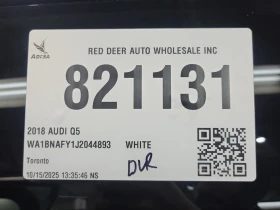 RED DEER AUTO WHOLESALE INC
ADESA
821131
2018 AUDI Q5
WA1BNAFY1J2044893 WHITE
Toronto
DLR
10/15/2025 13:35:46 NS